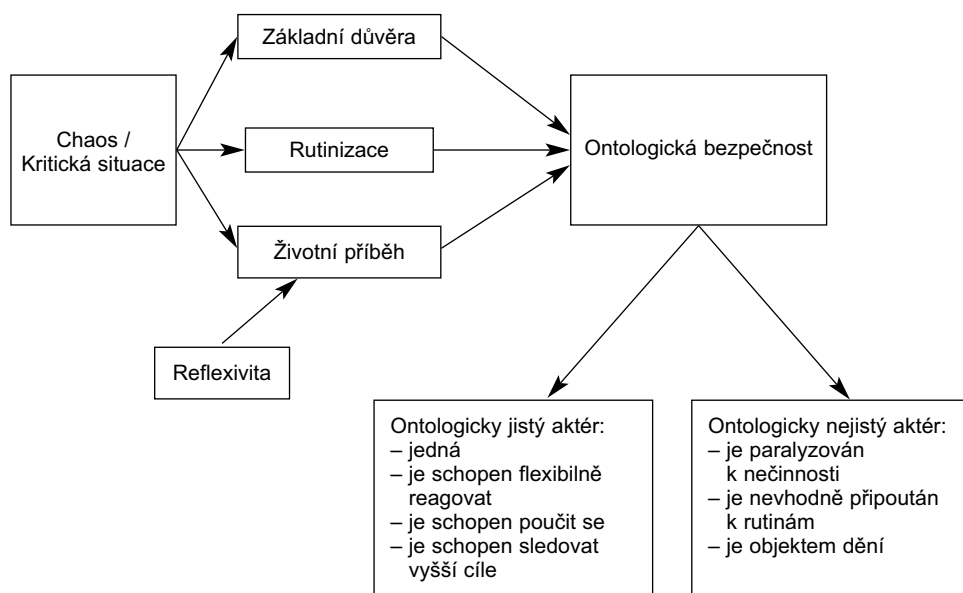 Základní důvěra
Chaos /
Kritická situace
Rutinizace
Ontologická bezpečnost
Životní příběh
Reflexivita
Ontologicky jistý aktér:
– jedná
– je schopen flexibilně
reagovat
– je schopen poučit se
– je schopen sledovat
vyšší cíle
Ontologicky nejistý aktér:
– je paralyzován
k nečinnosti
– je nevhodně připoután
k rutinám
– je objektem dění